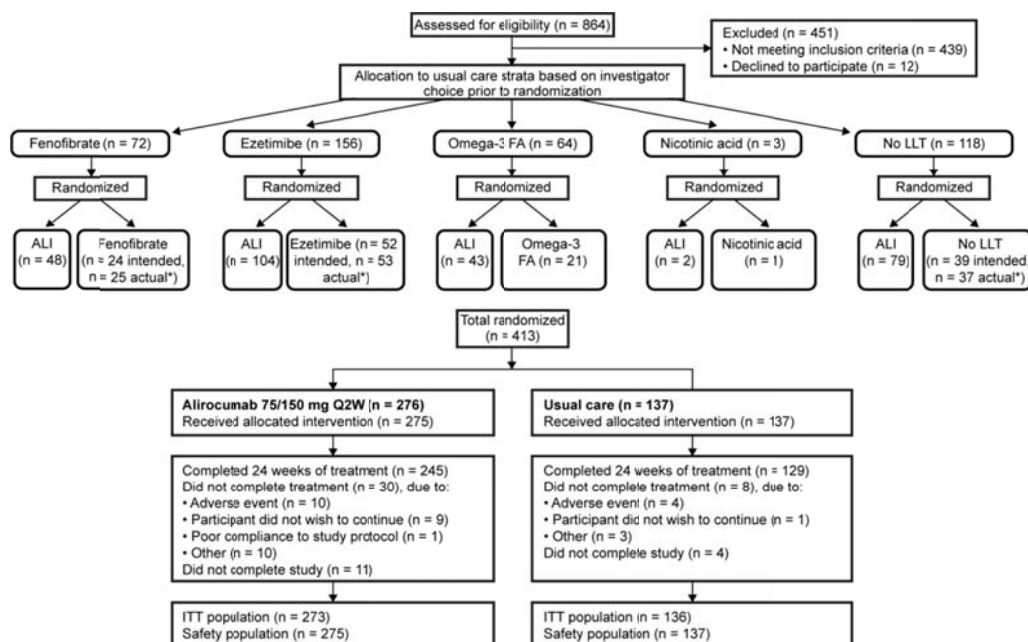 Assessed for eligibility (n = 864)
Excluded (n = 451)
• Not meeting inclusion criteria (n = 439)
• Declined to participate (n = 12)
Allocation to usual care strata based on investigator
choice prior to randomization
Fenofibrate (n = 72)
Ezetimibe (n = 156)
Omega-3 FA (n = 64)
Nicotinic acid (n = 3)
No LLT (n = 118)
Randomized
Randomized
Randomized
Randomized
Randomized
ALI
(n = 48)
Fenofibrate
(n = 24 intended,
n = 25 actual*)
ALI
(n = 104)
Ezetimibe (n = 52
intended, n = 53
actual*)
ALI
(n = 43)
Omega-3
FA (n = 21)
ALI
(n = 2)
Nicotinic acid
(n = 1)
ALI
(n = 79)
No LLT
(n = 39 intended,
n = 37 actual*)
Total randomized
(n = 413)
Alirocumab 75/150 mg Q2W (n = 276)
Received allocated intervention (n = 275)
Usual care (n = 137)
Received allocated intervention (n = 137)
Completed 24 weeks of treatment (n = 245)
Did not complete treatment (n = 30), due to:
• Adverse event (n = 10)
• Participant did not wish to continue (n = 9)
• Poor compliance to study protocol (n = 1)
• Other (n = 10)
Did not complete study (n = 11)
Completed 24 weeks of treatment (n = 129)
Did not complete treatment (n = 8), due to:
• Adverse event (n = 4)
• Participant did not wish to continue (n = 1)
• Other (n = 3)
Did not complete study (n = 4)
ITT population (n = 273)
Safety population (n = 275)
ITT population (n = 136)
Safety population (n = 137)